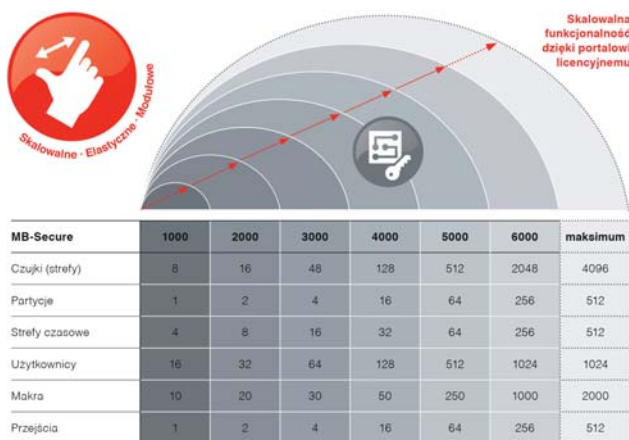 Skalowalna
funkcjonalność
dzięki portalowi
licencyjnemu
Skalowalne · Elastyczne · Modułowe
MB-Secure 1000 2000 3000 4000 5000 6000 maksimum
Czujki (strefy) 8 16 48 128 512 2048 4096
Partycje 1 2 4 16 64 256 512
Strefy czasowe 4 8 16 32 64 256 512
Użytkownicy 16 32 64 128 512 1024 1024
Makra 10 20 30 50 250 1000 2000
Przejścia 1 2 4 16 64 256 512